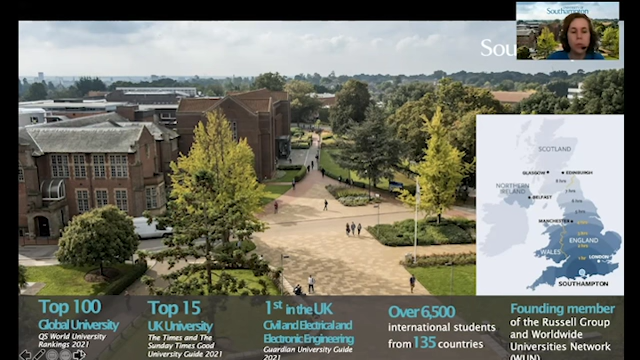 Southampton
Sou
SCOTLAND
GLASGOW
EDINBURGH
NORTHERN
IRELAND
BELFAST
MANCHESTER
ENGLAND
WALES
LONDON
SOUTHAMPTON
Top 100
Global University
QS World University
Rankings 2021
Top 15
UK University
The Times and The
Sunday Times Good
University Guide 2021
1st in the UK
Civil and Electrical and
Electronic Engineering
Guardian University Guide
2021
Over 6,500
international students
from 135 countries
Founding member
of the Russell Group
and Worldwide
Universities Network
(WUN)